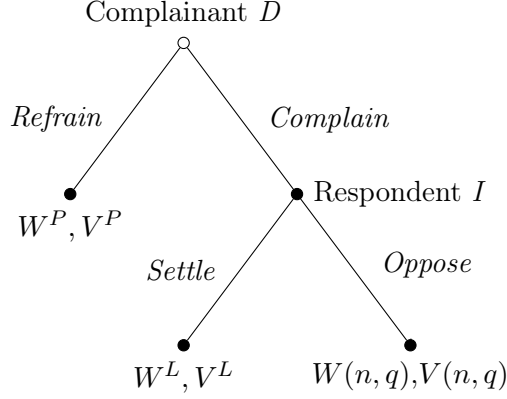 Complainant D
Refrain
Complain
Respondent I
W^P, V^P
Settle
Oppose
W^L, V^L
W(n, q),V(n, q)